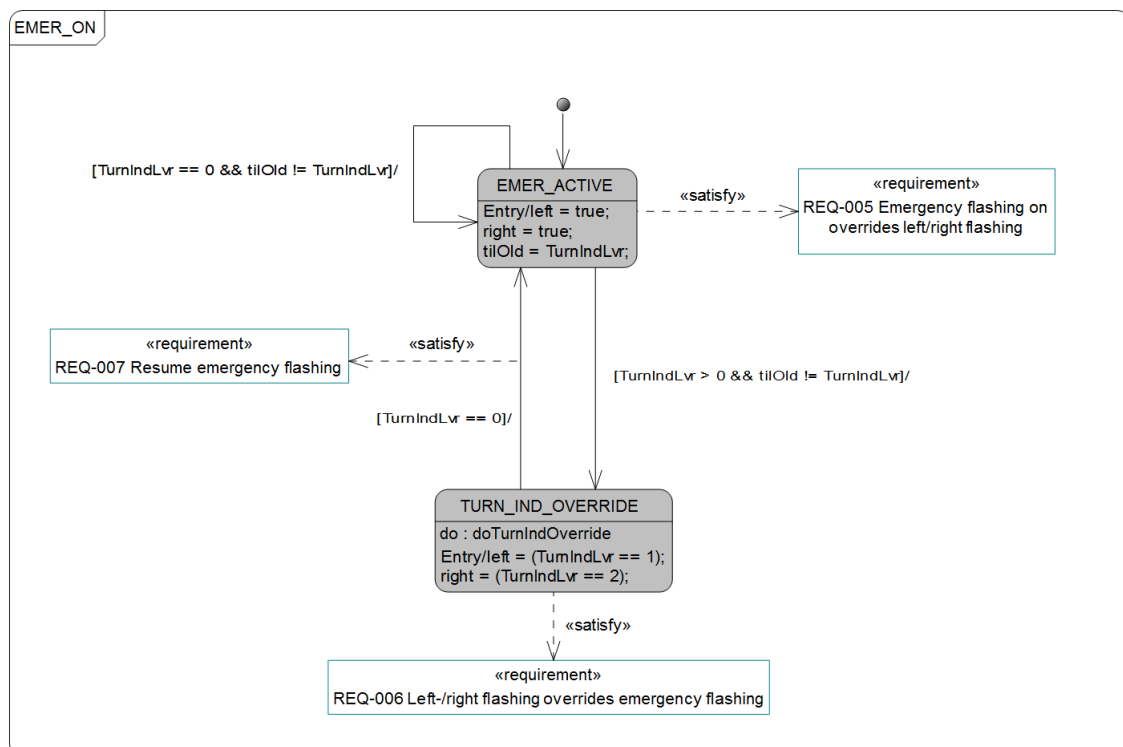 EMER_ON
[TurnIndLvr == 0 && tilOld != TurnIndLvr]/
EMER_ACTIVE
Entry/left = true;
right = true;
tilOld = TurnIndLvr;
«satisfy»
«requirement»
REQ-005 Emergency flashing on
overrides left/right flashing
«requirement»
REQ-007 Resume emergency flashing
«satisfy»
[TurnIndLvr > 0 && tilOld != TurnIndLvr]/
[TurnIndLvr == 0]/
TURN_IND_OVERRIDE
do : doTurnIndOverride
Entry/left = (TurnIndLvr == 1);
right = (TurnIndLvr == 2);
«satisfy»
«requirement»
REQ-006 Left-/right flashing overrides emergency flashing